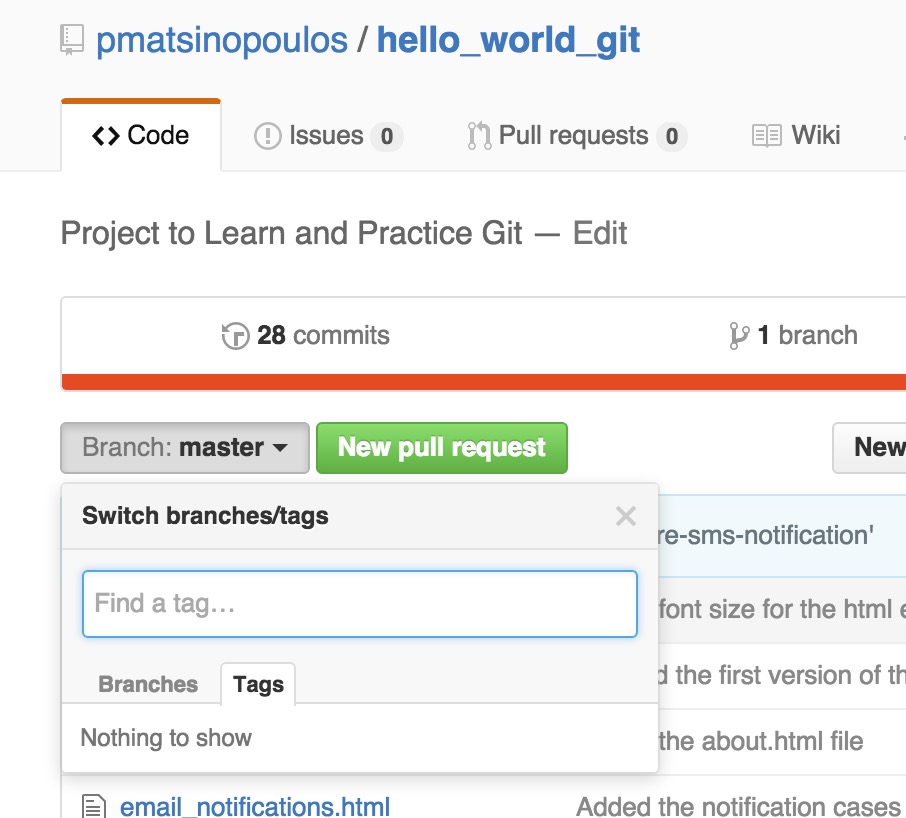 pmatsinopoulos / hello_world_git
Code Issues 0 Pull requests 0 Wiki
Project to Learn and Practice Git — Edit
28 commits 1 branch
Branch: master New pull request New
Switch branches/tags
re-sms-notification'
Find a tag...
font size for the html e
Branches Tags
d the first version of th
Nothing to show
the about.html file
email_notifications.html Added the notification cases